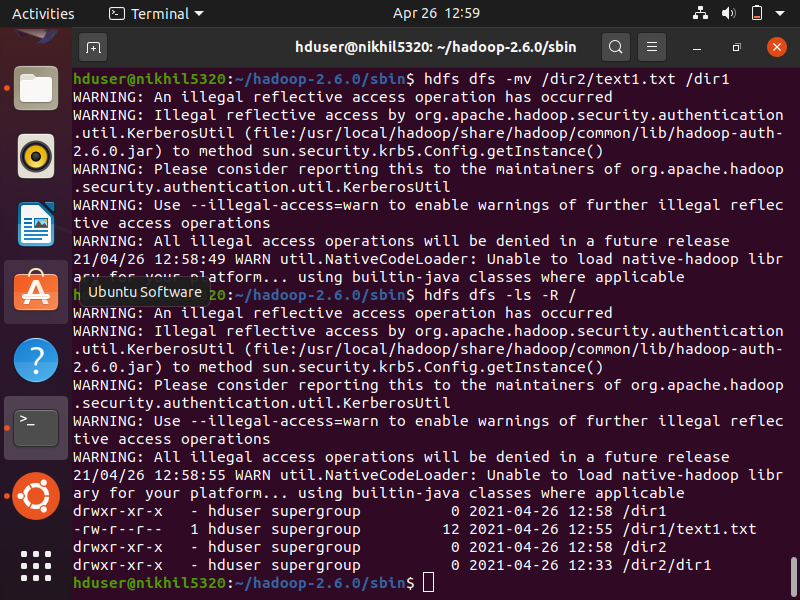 Activities
Terminal
Apr 26 12:59
hduser@nikhil5320: ~/hadoop-2.6.0/sbin
hduser@nikhil5320:~/hadoop-2.6.0/sbin$ hdfs dfs -mv /dir2/text1.txt /dir1
WARNING: An illegal reflective access operation has occurred
WARNING: Illegal reflective access by org.apache.hadoop.security.authentication
.util.KerberosUtil (file:/usr/local/hadoop/share/hadoop/common/lib/hadoop-auth-
2.6.0.jar) to method sun.security.krb5.Config.getInstance()
WARNING: Please consider reporting this to the maintainers of org.apache.hadoop
.security.authentication.util.KerberosUtil
WARNING: Use --illegal-access=warn to enable warnings of further illegal reflec
tive access operations
WARNING: All illegal access operations will be denied in a future release
21/04/26 12:58:49 WARN util.NativeCodeLoader: Unable to load native-hadoop libr
ary for your platform... using builtin-java classes where applicable
Ubuntu Software
20:~/hadoop-2.6.0/sbin$ hdfs dfs -ls -R /
WARNING: An illegal reflective access operation has occurred
WARNING: Illegal reflective access by org.apache.hadoop.security.authentication
.util.KerberosUtil (file:/usr/local/hadoop/share/hadoop/common/lib/hadoop-auth-
2.6.0.jar) to method sun.security.krb5.Config.getInstance()
WARNING: Please consider reporting this to the maintainers of org.apache.hadoop
.security.authentication.util.KerberosUtil
WARNING: Use --illegal-access=warn to enable warnings of further illegal reflec
tive access operations
WARNING: All illegal access operations will be denied in a future release
21/04/26 12:58:55 WARN util.NativeCodeLoader: Unable to load native-hadoop libr
ary for your platform... using builtin-java classes where applicable
drwxr-xr-x   - hduser supergroup          0 2021-04-26 12:58 /dir1
-rw-r--r--   1 hduser supergroup         12 2021-04-26 12:55 /dir1/text1.txt
drwxr-xr-x   - hduser supergroup          0 2021-04-26 12:58 /dir2
drwxr-xr-x   - hduser supergroup          0 2021-04-26 12:33 /dir2/dir1
hduser@nikhil5320:~/hadoop-2.6.0/sbin$